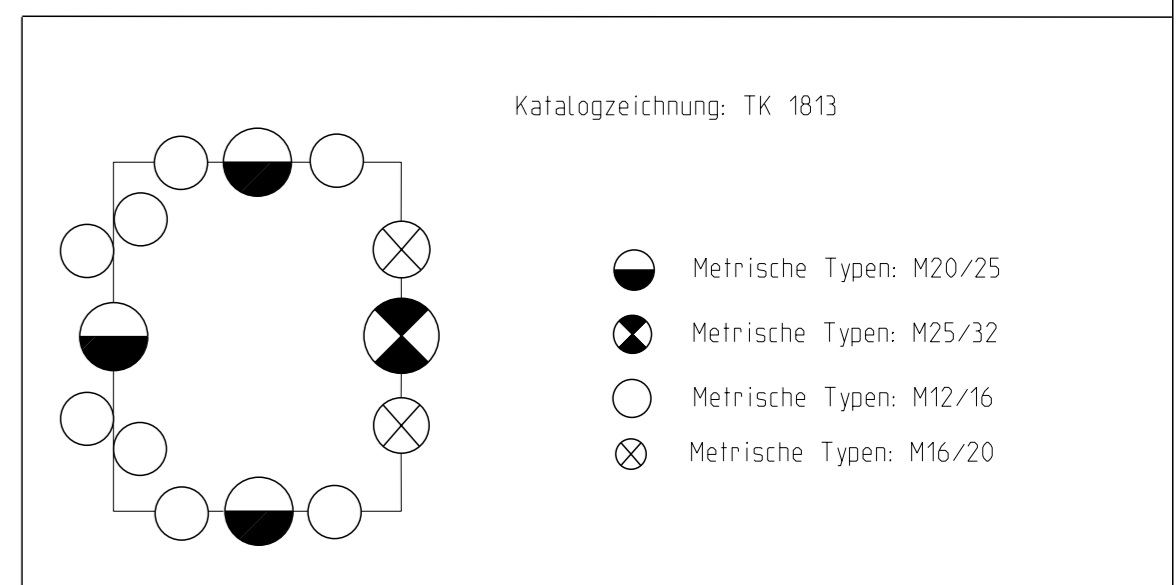 Katalogzeichnung: TK 1813
Metrische Typen: M20/25
Metrische Typen: M25/32
Metrische Typen: M12/16
Metrische Typen: M16/20